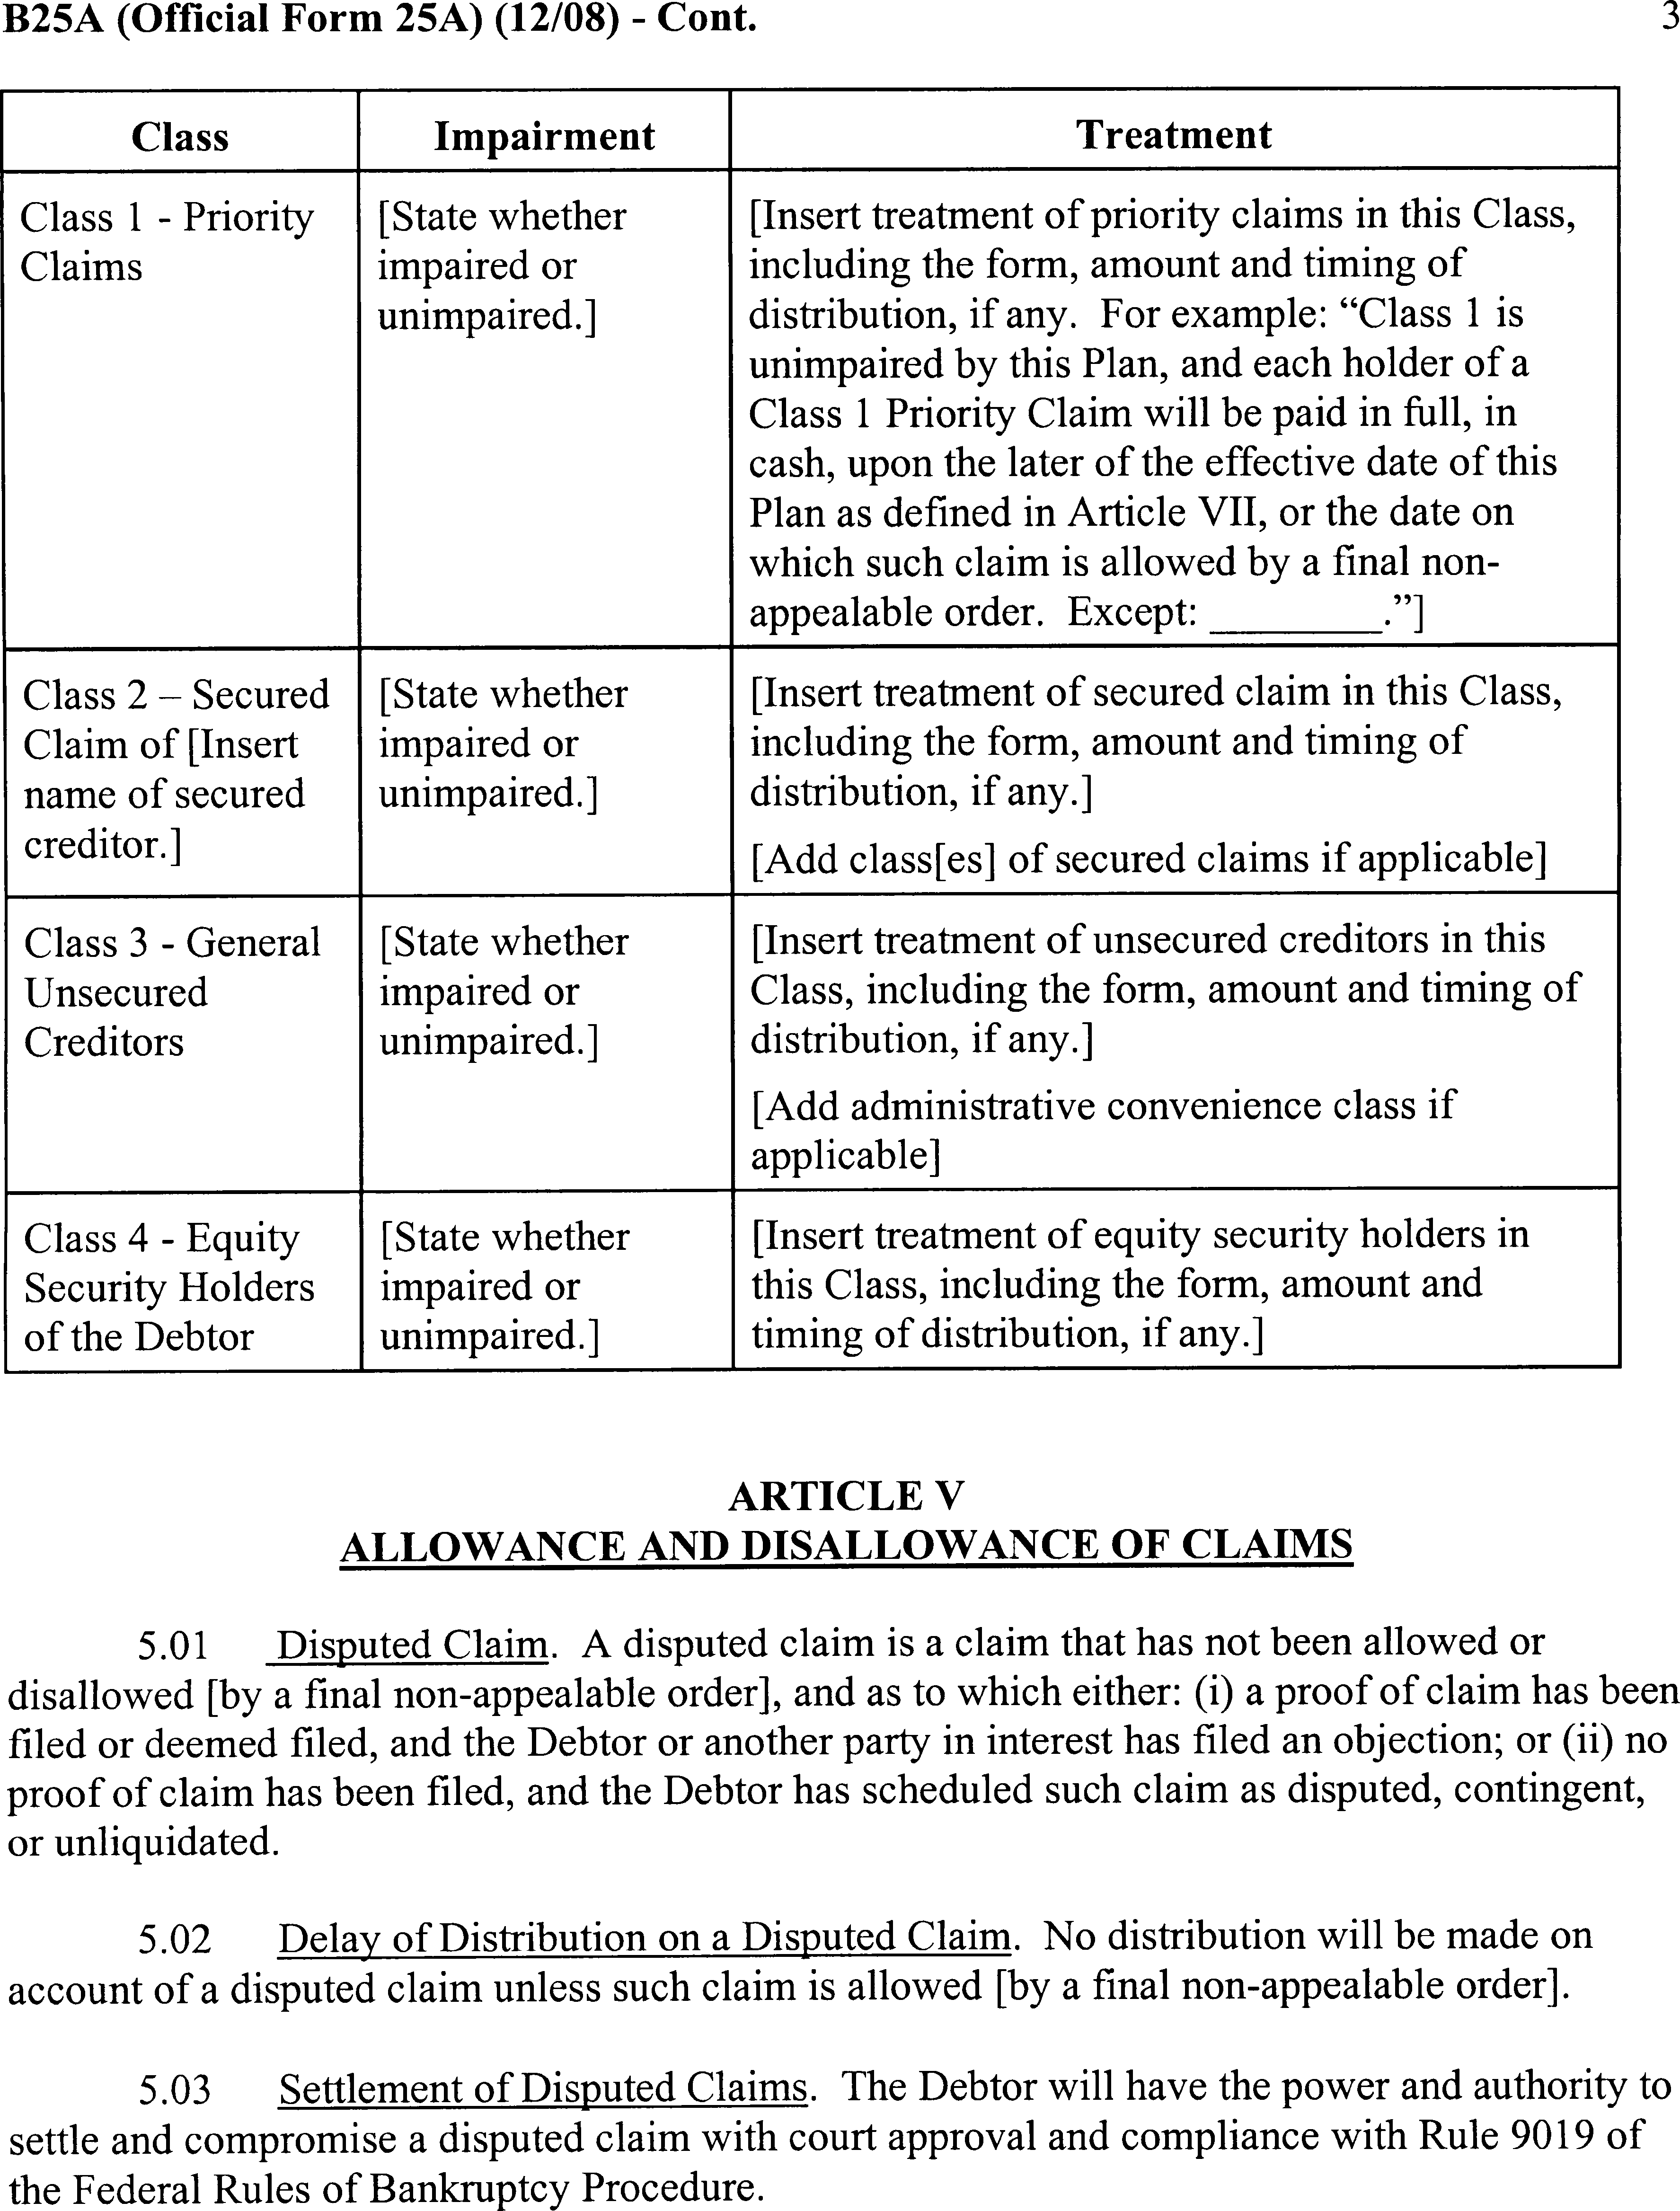 B25A (Official Form 25A) (12/08) - Cont.
3
Class
Impairment
Treatment
Class 1 - Priority
Claims
[State whether
impaired or
unimpaired.]
[Insert treatment of priority claims in this Class,
including the form, amount and timing of
distribution, if any.  For example: “Class 1 is
unimpaired by this Plan, and each holder of a
Class 1 Priority Claim will be paid in full, in
cash, upon the later of the effective date of this
Plan as defined in Article VII, or the date on
which such claim is allowed by a final non-
appealable order.  Except: ________.”]
Class 2 – Secured
Claim of [Insert
name of secured
creditor.]
[State whether
impaired or
unimpaired.]
[Insert treatment of secured claim in this Class,
including the form, amount and timing of
distribution, if any.]
[Add class[es] of secured claims if applicable]
Class 3 - General
Unsecured
Creditors
[State whether
impaired or
unimpaired.]
[Insert treatment of unsecured creditors in this
Class, including the form, amount and timing of
distribution, if any.]
[Add administrative convenience class if
applicable]
Class 4 - Equity
Security Holders
of the Debtor
[State whether
impaired or
unimpaired.]
[Insert treatment of equity security holders in
this Class, including the form, amount and
timing of distribution, if any.]
ARTICLE V
ALLOWANCE AND DISALLOWANCE OF CLAIMS
5.01 Disputed Claim.  A disputed claim is a claim that has not been allowed or
disallowed [by a final non-appealable order], and as to which either: (i) a proof of claim has been
filed or deemed filed, and the Debtor or another party in interest has filed an objection; or (ii) no
proof of claim has been filed, and the Debtor has scheduled such claim as disputed, contingent,
or unliquidated.
5.02 Delay of Distribution on a Disputed Claim.  No distribution will be made on
account of a disputed claim unless such claim is allowed [by a final non-appealable order].
5.03 Settlement of Disputed Claims.  The Debtor will have the power and authority to
settle and compromise a disputed claim with court approval and compliance with Rule 9019 of
the Federal Rules of Bankruptcy Procedure.